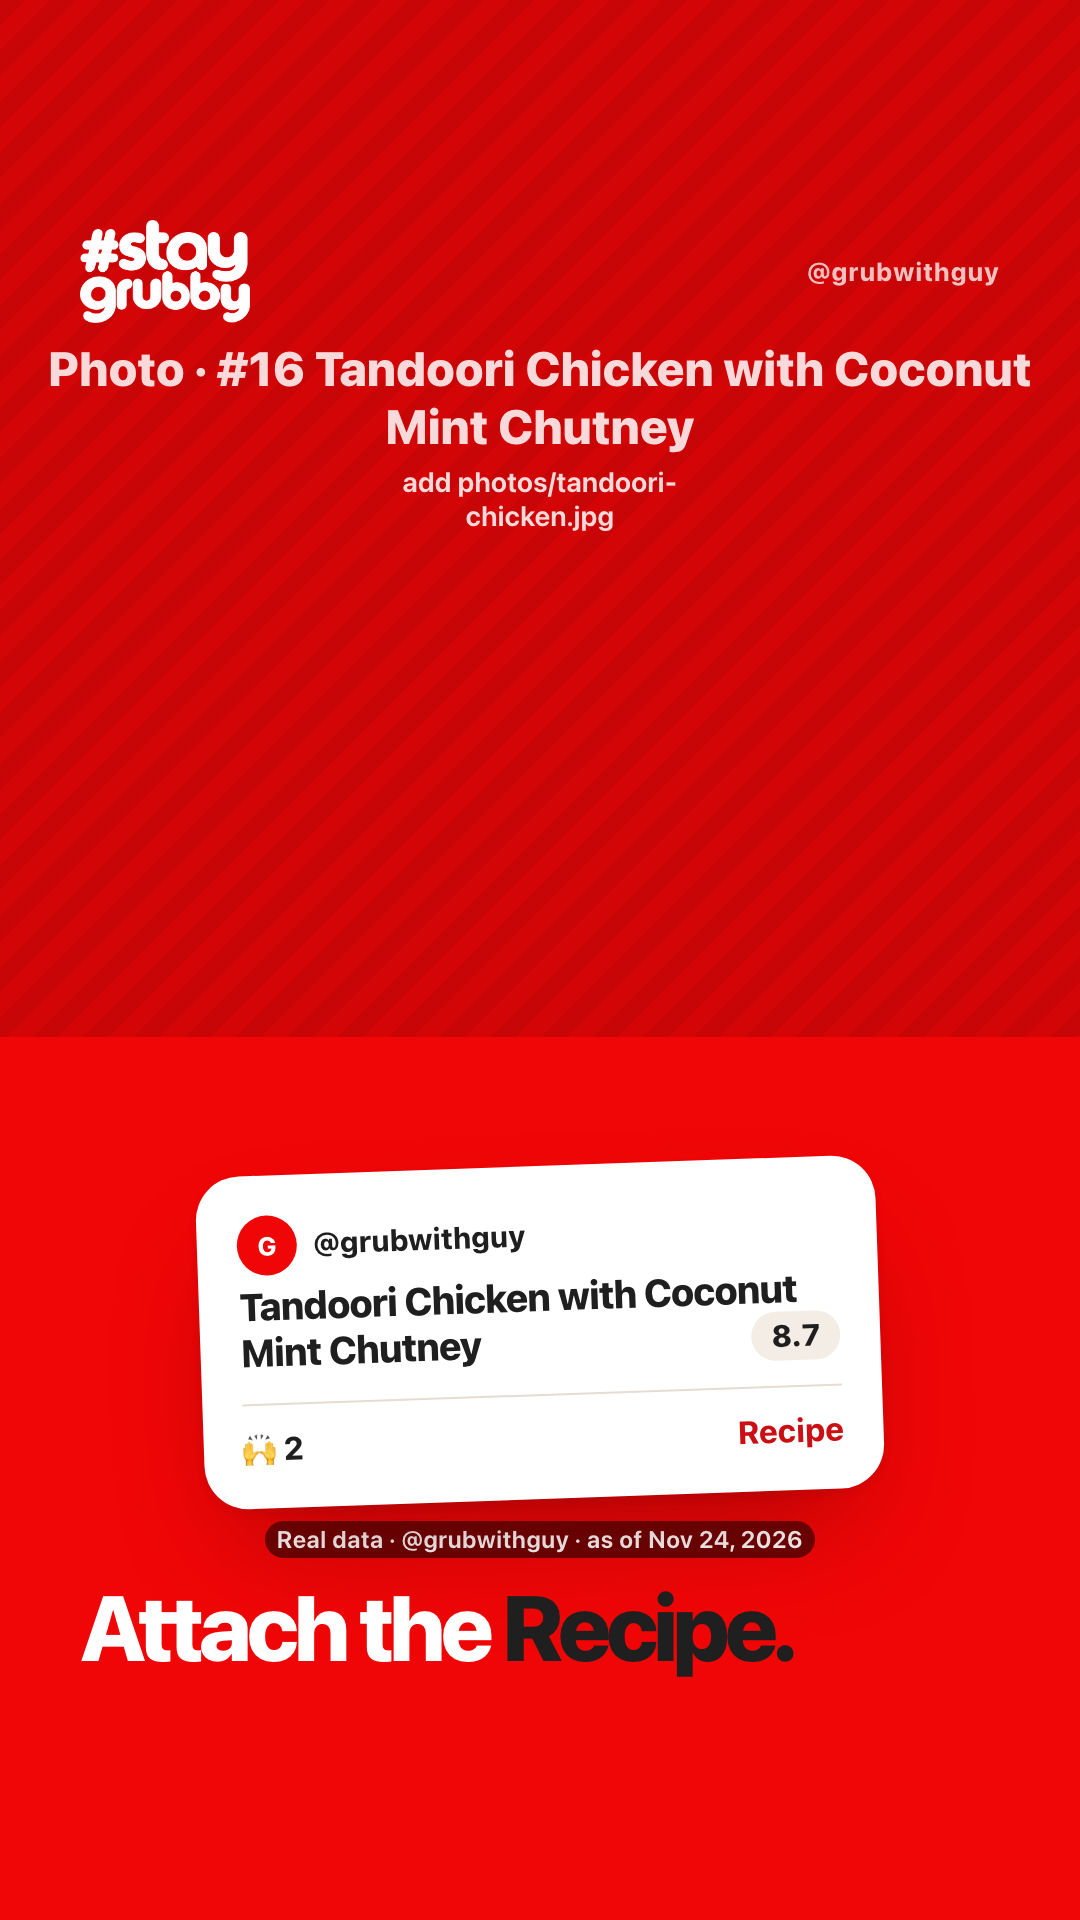 #stay
grubby
@grubwithguy
Photo · #16 Tandoori Chicken with Coconut
Mint Chutney
add photos/tandoori-
chicken.jpg
G
@grubwithguy
Tandoori Chicken with Coconut
Mint Chutney
8.7
🙌 2
Recipe
Real data · @grubwithguy · as of Nov 24, 2026
Attach the Recipe.